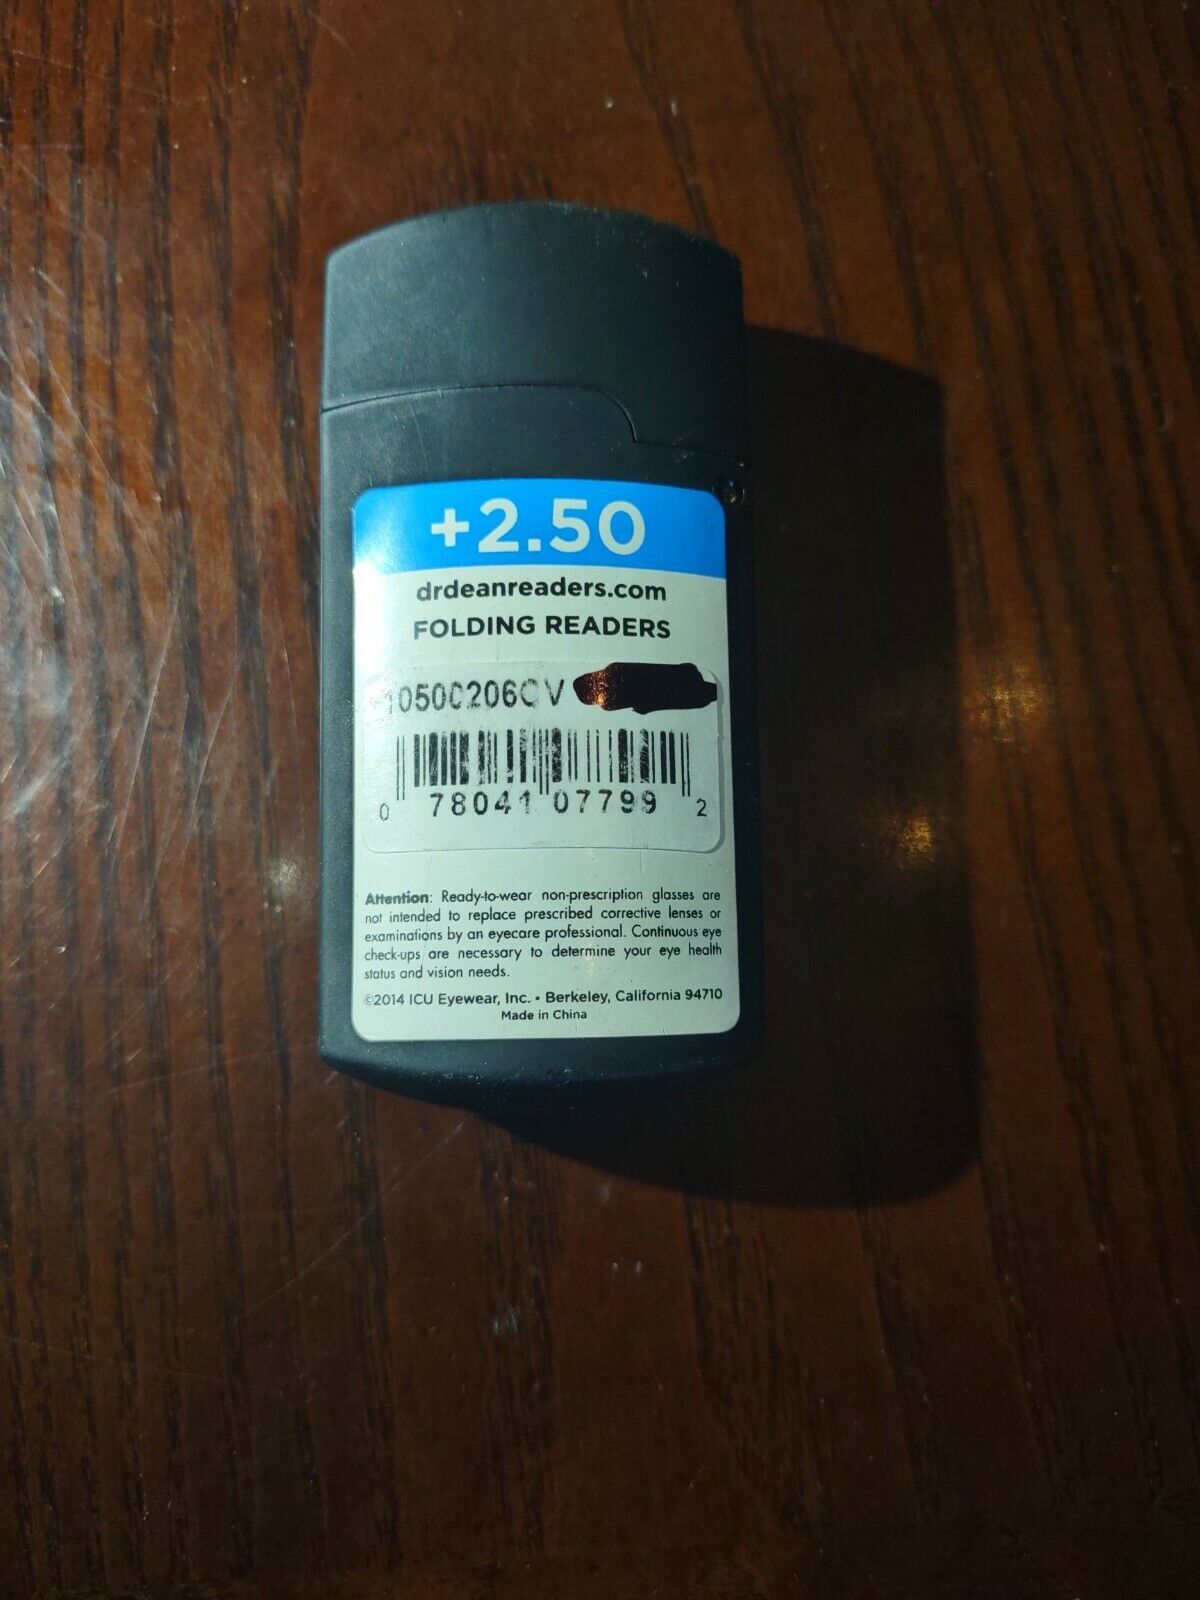 +2.50
drdeanreaders.com
FOLDING READERS
10500206CV
0 78041 07799 2
Attention: Ready-to-wear non-prescription glasses are
not intended to replace prescribed corrective lenses or
examinations by an eyecare professional. Continuous eye
check-ups are necessary to determine your eye health
status and vision needs.
©2014 ICU Eyewear, Inc. • Berkeley, California 94710
Made in China